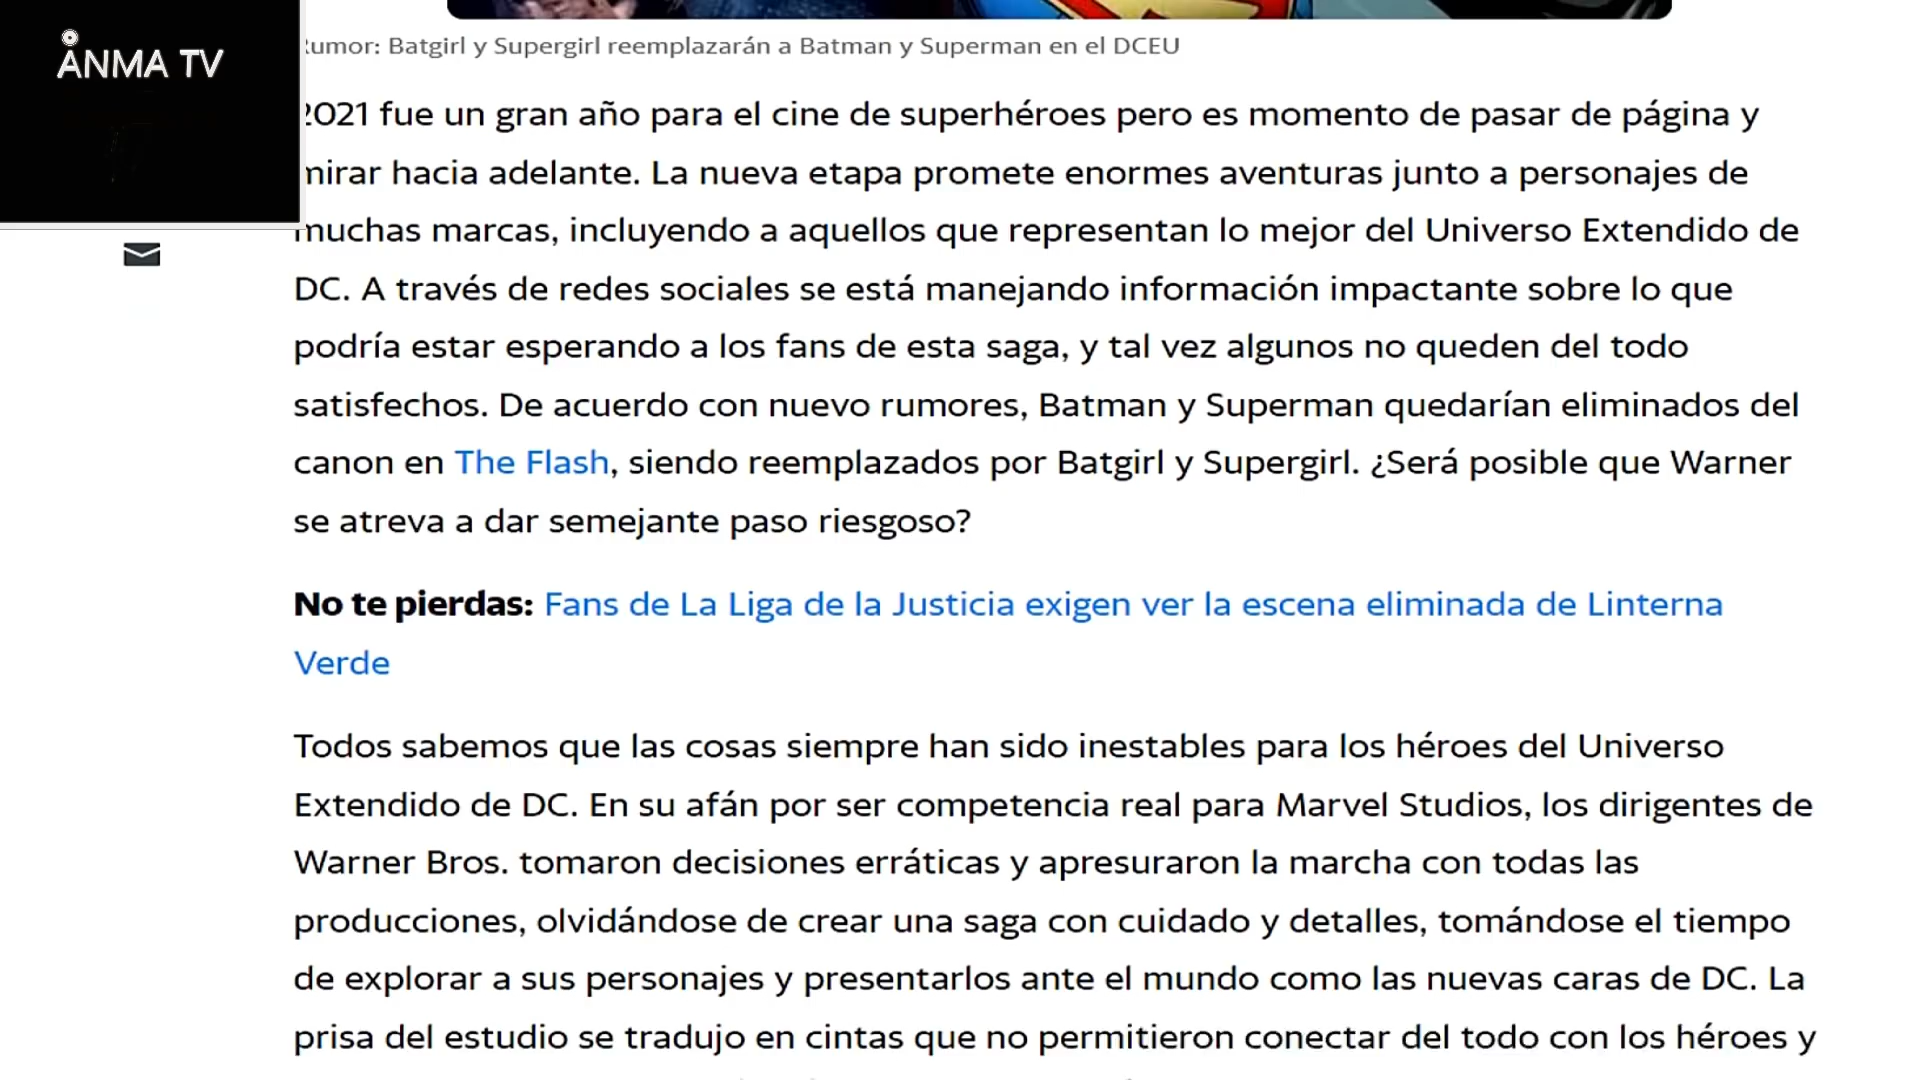 ANMA TV
Rumor: Batgirl y Supergirl reemplazarán a Batman y Superman en el DCEU
2021 fue un gran año para el cine de superhéroes pero es momento de pasar de página y
mirar hacia adelante. La nueva etapa promete enormes aventuras junto a personajes de
muchas marcas, incluyendo a aquellos que representan lo mejor del Universo Extendido de
DC. A través de redes sociales se está manejando información impactante sobre lo que
podría estar esperando a los fans de esta saga, y tal vez algunos no queden del todo
satisfechos. De acuerdo con nuevo rumores, Batman y Superman quedarían eliminados del
canon en The Flash, siendo reemplazados por Batgirl y Supergirl. ¿Será posible que Warner
se atreva a dar semejante paso riesgoso?
No te pierdas: Fans de La Liga de la Justicia exigen ver la escena eliminada de Linterna
Verde
Todos sabemos que las cosas siempre han sido inestables para los héroes del Universo
Extendido de DC. En su afán por ser competencia real para Marvel Studios, los dirigentes de
Warner Bros. tomaron decisiones erráticas y apresuraron la marcha con todas las
producciones, olvidándose de crear una saga con cuidado y detalles, tomándose el tiempo
de explorar a sus personajes y presentarlos ante el mundo como las nuevas caras de DC. La
prisa del estudio se tradujo en cintas que no permitieron conectar del todo con los héroes y